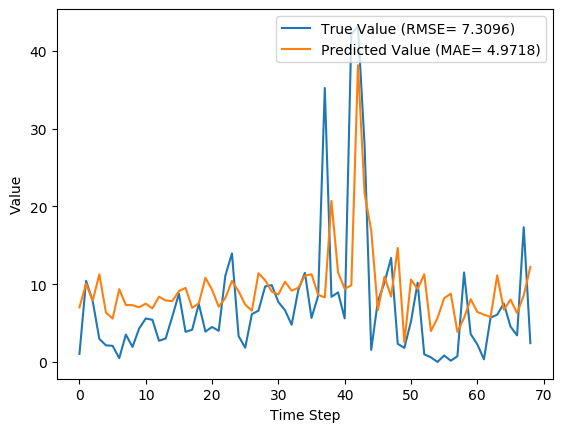 True Value (RMSE= 7.3096)
Predicted Value (MAE= 4.9718)
40
30
20
10
0
Value
0 10 20 30 40 50 60 70
Time Step